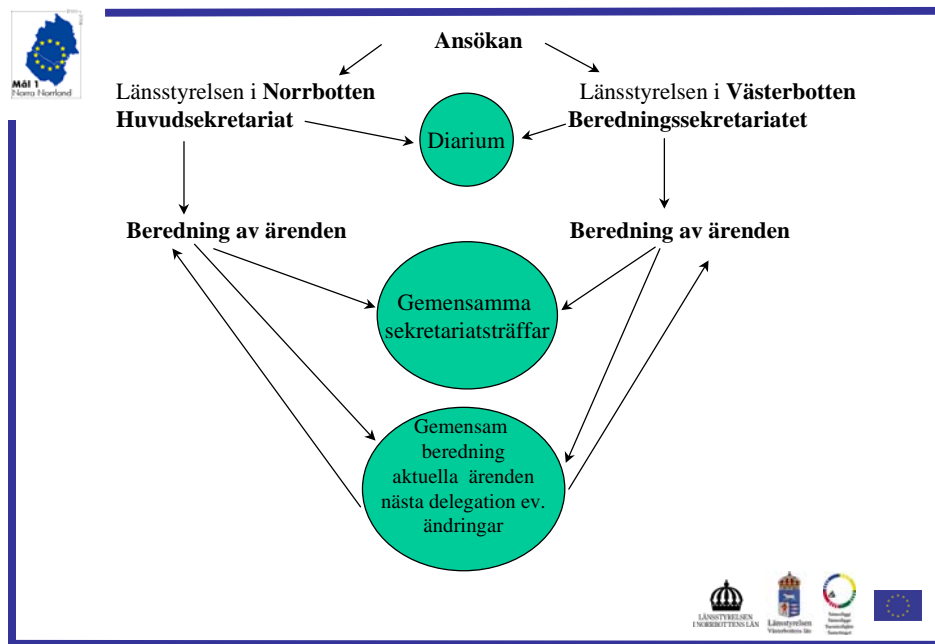 Mål 1
Norra Norrland
Ansökan
Länsstyrelsen i Norrbotten
Huvudsekretariat
Länsstyrelsen i Västerbotten
Beredningssekretariatet
Diarium
Beredning av ärenden
Beredning av ärenden
Gemensamma
sekretariatsträffar
Gemensam
beredning
aktuella ärenden
nästa delegation ev.
ändringar
LÄNSSTYRELSEN
I NORRBOTTENS LÄN
Länsstyrelsen
Västerbottens län